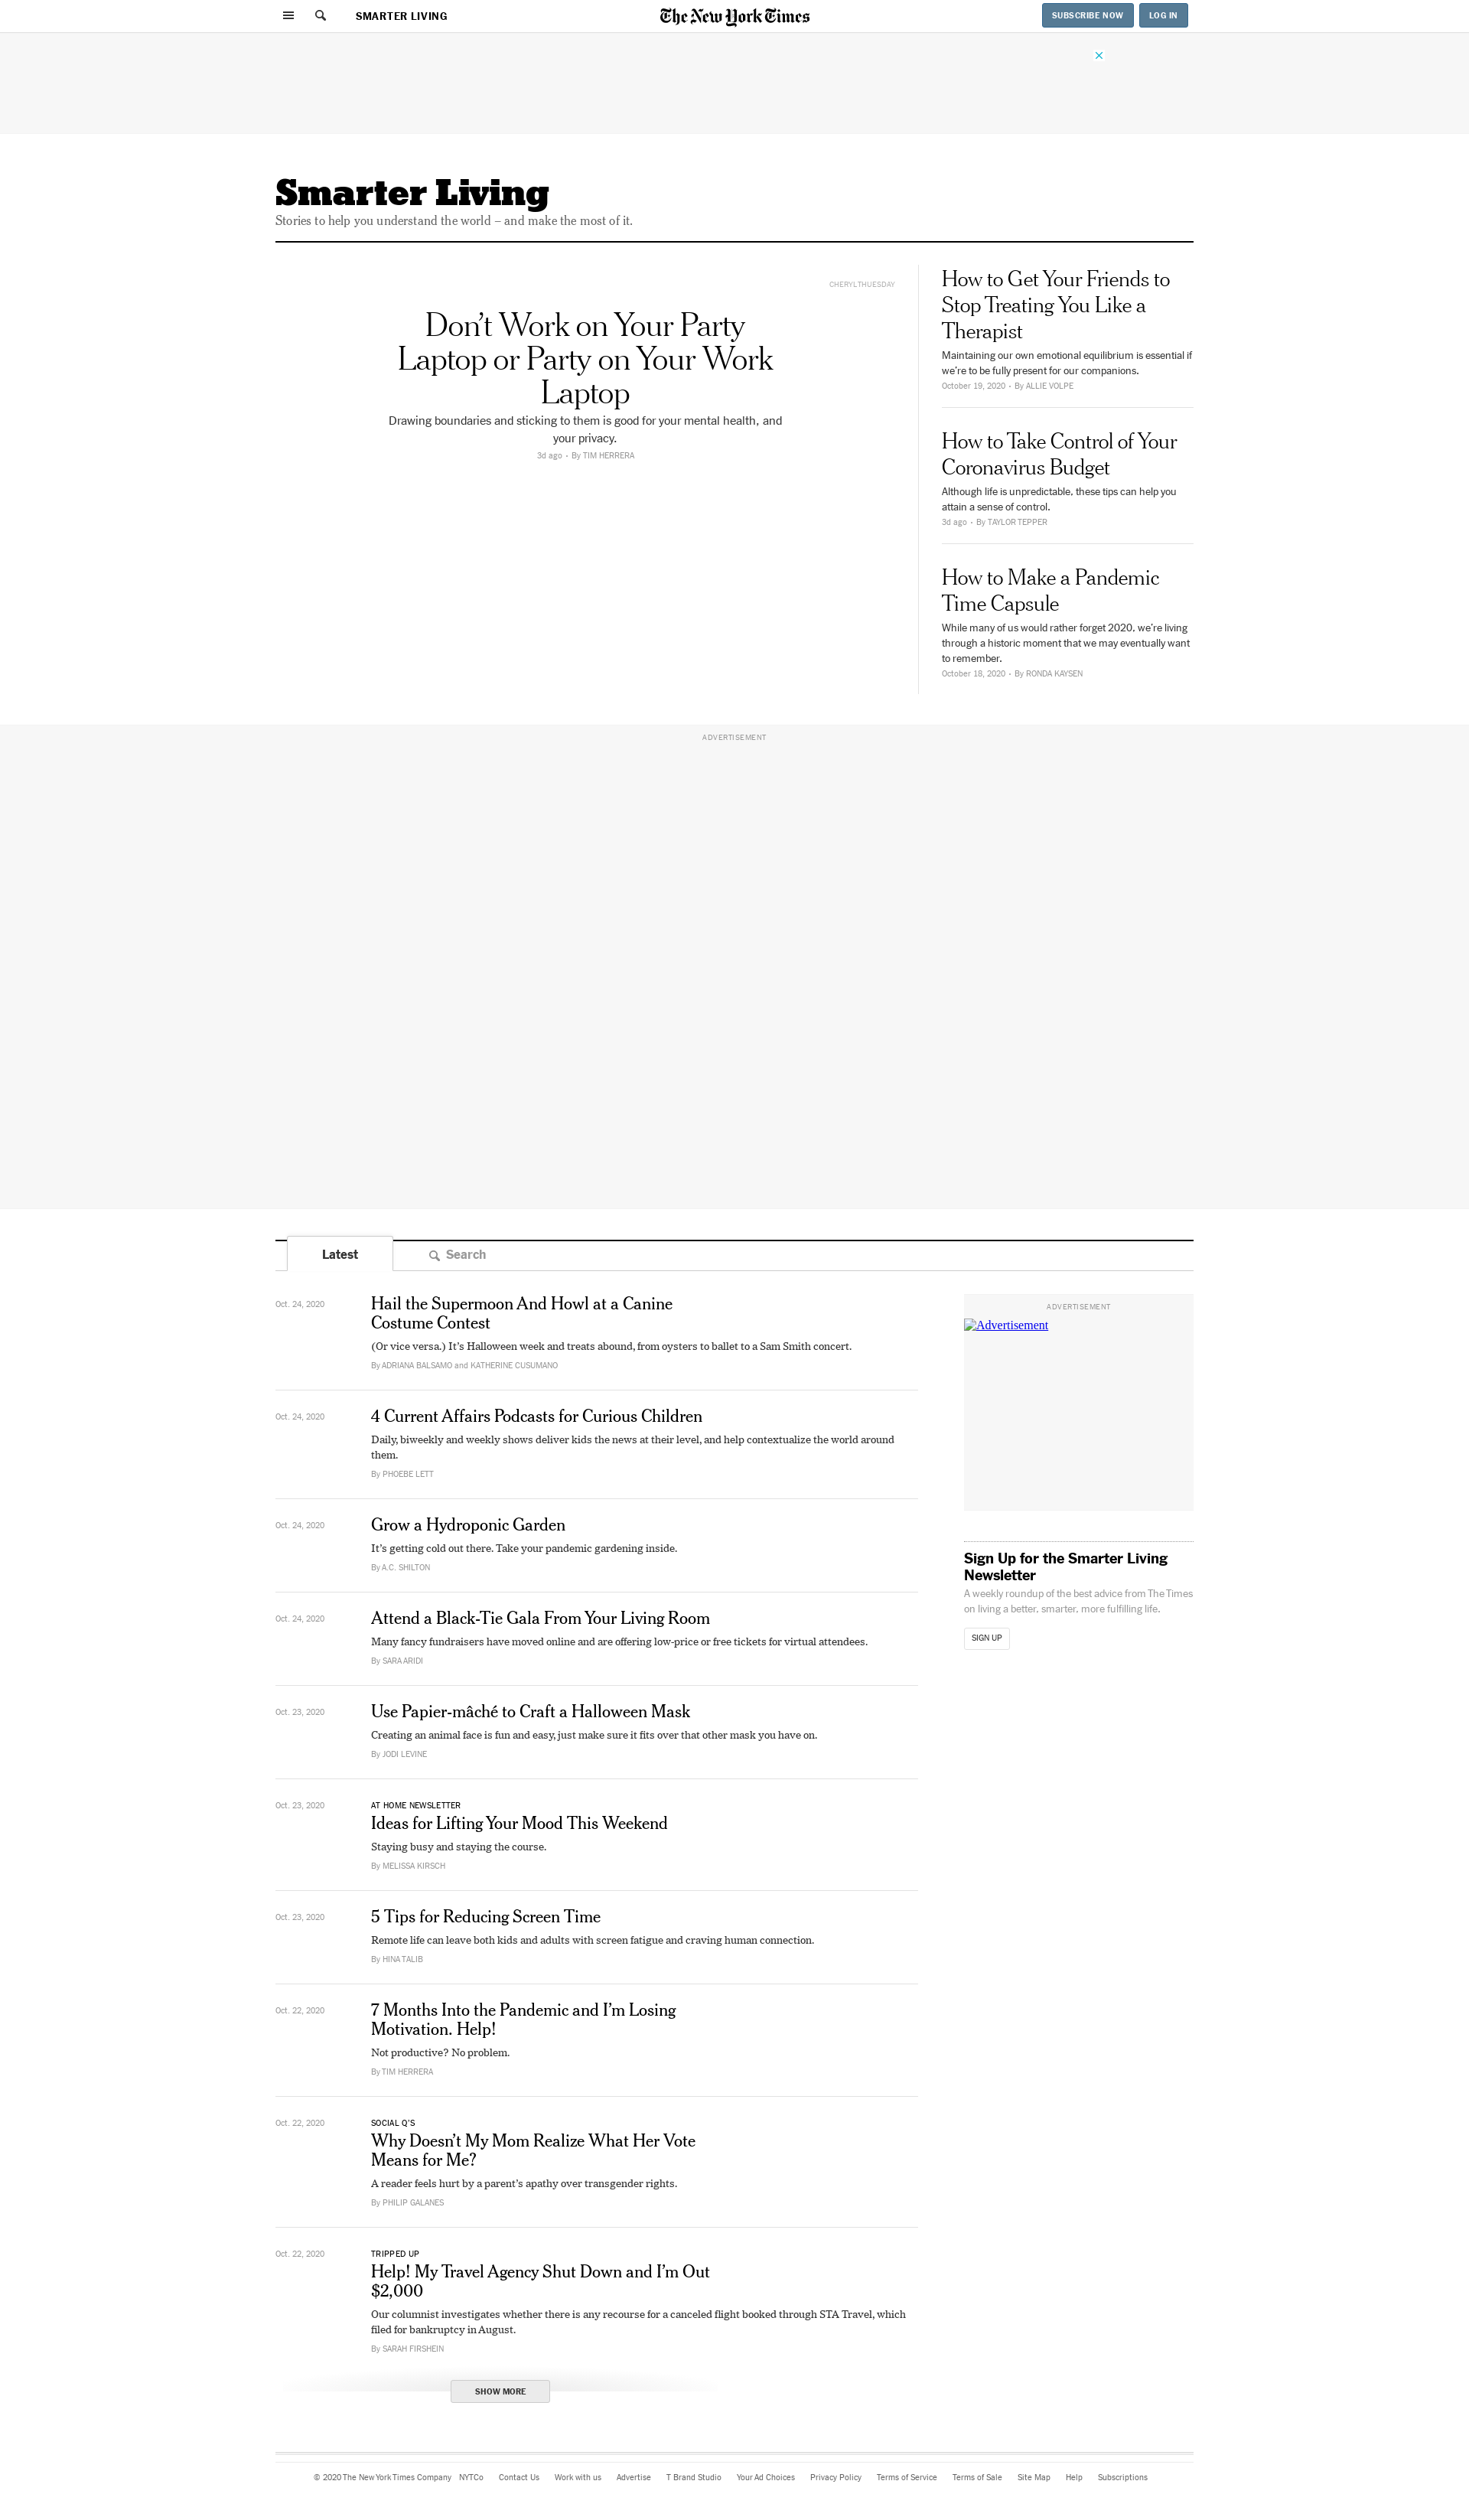 SMARTER LIVING
The New York Times
SUBSCRIBE NOW
LOG IN
Smarter Living
Stories to help you understand the world – and make the most of it.
CHERYLTHUESDAY
Don’t Work on Your Party
Laptop or Party on Your Work
Laptop
Drawing boundaries and sticking to them is good for your mental health, and
your privacy.
3d ago • By TIM HERRERA
How to Get Your Friends to
Stop Treating You Like a
Therapist
Maintaining our own emotional equilibrium is essential if
we’re to be fully present for our companions.
October 19, 2020 • By ALLIE VOLPE
How to Take Control of Your
Coronavirus Budget
Although life is unpredictable, these tips can help you
attain a sense of control.
3d ago • By TAYLOR TEPPER
How to Make a Pandemic
Time Capsule
While many of us would rather forget 2020, we’re living
through a historic moment that we may eventually want
to remember.
October 18, 2020 • By RONDA KAYSEN
ADVERTISEMENT
Latest
Search
Oct. 24, 2020
Hail the Supermoon And Howl at a Canine
Costume Contest
(Or vice versa.) It’s Halloween week and treats abound, from oysters to ballet to a Sam Smith concert.
By ADRIANA BALSAMO and KATHERINE CUSUMANO
Oct. 24, 2020
4 Current Affairs Podcasts for Curious Children
Daily, biweekly and weekly shows deliver kids the news at their level, and help contextualize the world around
them.
By PHOEBE LETT
Oct. 24, 2020
Grow a Hydroponic Garden
It’s getting cold out there. Take your pandemic gardening inside.
By A.C. SHILTON
Oct. 24, 2020
Attend a Black-Tie Gala From Your Living Room
Many fancy fundraisers have moved online and are offering low-price or free tickets for virtual attendees.
By SARA ARIDI
Oct. 23, 2020
Use Papier-mâché to Craft a Halloween Mask
Creating an animal face is fun and easy, just make sure it fits over that other mask you have on.
By JODI LEVINE
Oct. 23, 2020
AT HOME NEWSLETTER
Ideas for Lifting Your Mood This Weekend
Staying busy and staying the course.
By MELISSA KIRSCH
Oct. 23, 2020
5 Tips for Reducing Screen Time
Remote life can leave both kids and adults with screen fatigue and craving human connection.
By HINA TALIB
Oct. 22, 2020
7 Months Into the Pandemic and I’m Losing
Motivation. Help!
Not productive? No problem.
By TIM HERRERA
Oct. 22, 2020
SOCIAL Q’S
Why Doesn’t My Mom Realize What Her Vote
Means for Me?
A reader feels hurt by a parent’s apathy over transgender rights.
By PHILIP GALANES
Oct. 22, 2020
TRIPPED UP
Help! My Travel Agency Shut Down and I’m Out
$2,000
Our columnist investigates whether there is any recourse for a canceled flight booked through STA Travel, which
filed for bankruptcy in August.
By SARAH FIRSHEIN
SHOW MORE
ADVERTISEMENT
Advertisement
Sign Up for the Smarter Living
Newsletter
A weekly roundup of the best advice from The Times
on living a better, smarter, more fulfilling life.
SIGN UP
© 2020 The New York Times Company NYTCo Contact Us Work with us Advertise T Brand Studio Your Ad Choices Privacy Policy Terms of Service Terms of Sale Site Map Help Subscriptions